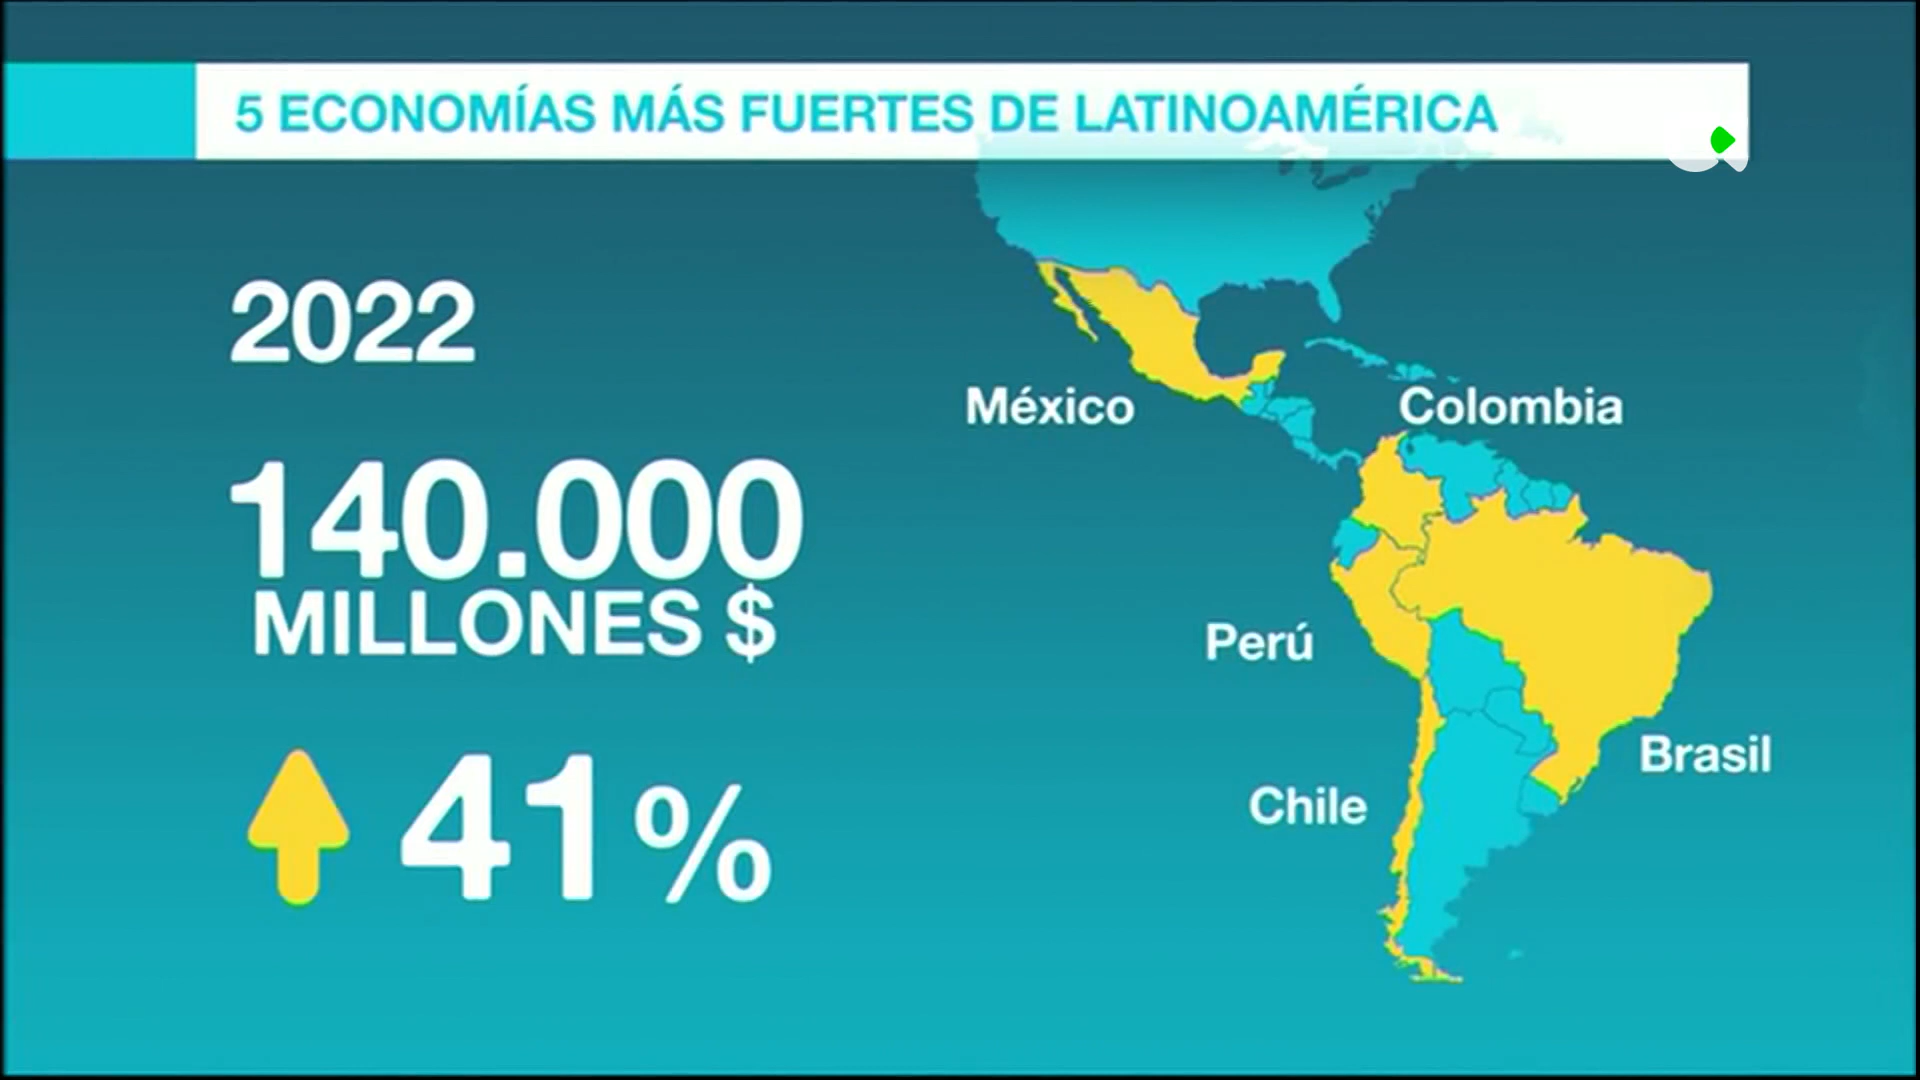 5 ECONOMÍAS MÁS FUERTES DE LATINOAMÉRICA
2022
140.000
MILLONES $
41%
México
Colombia
Perú
Brasil
Chile